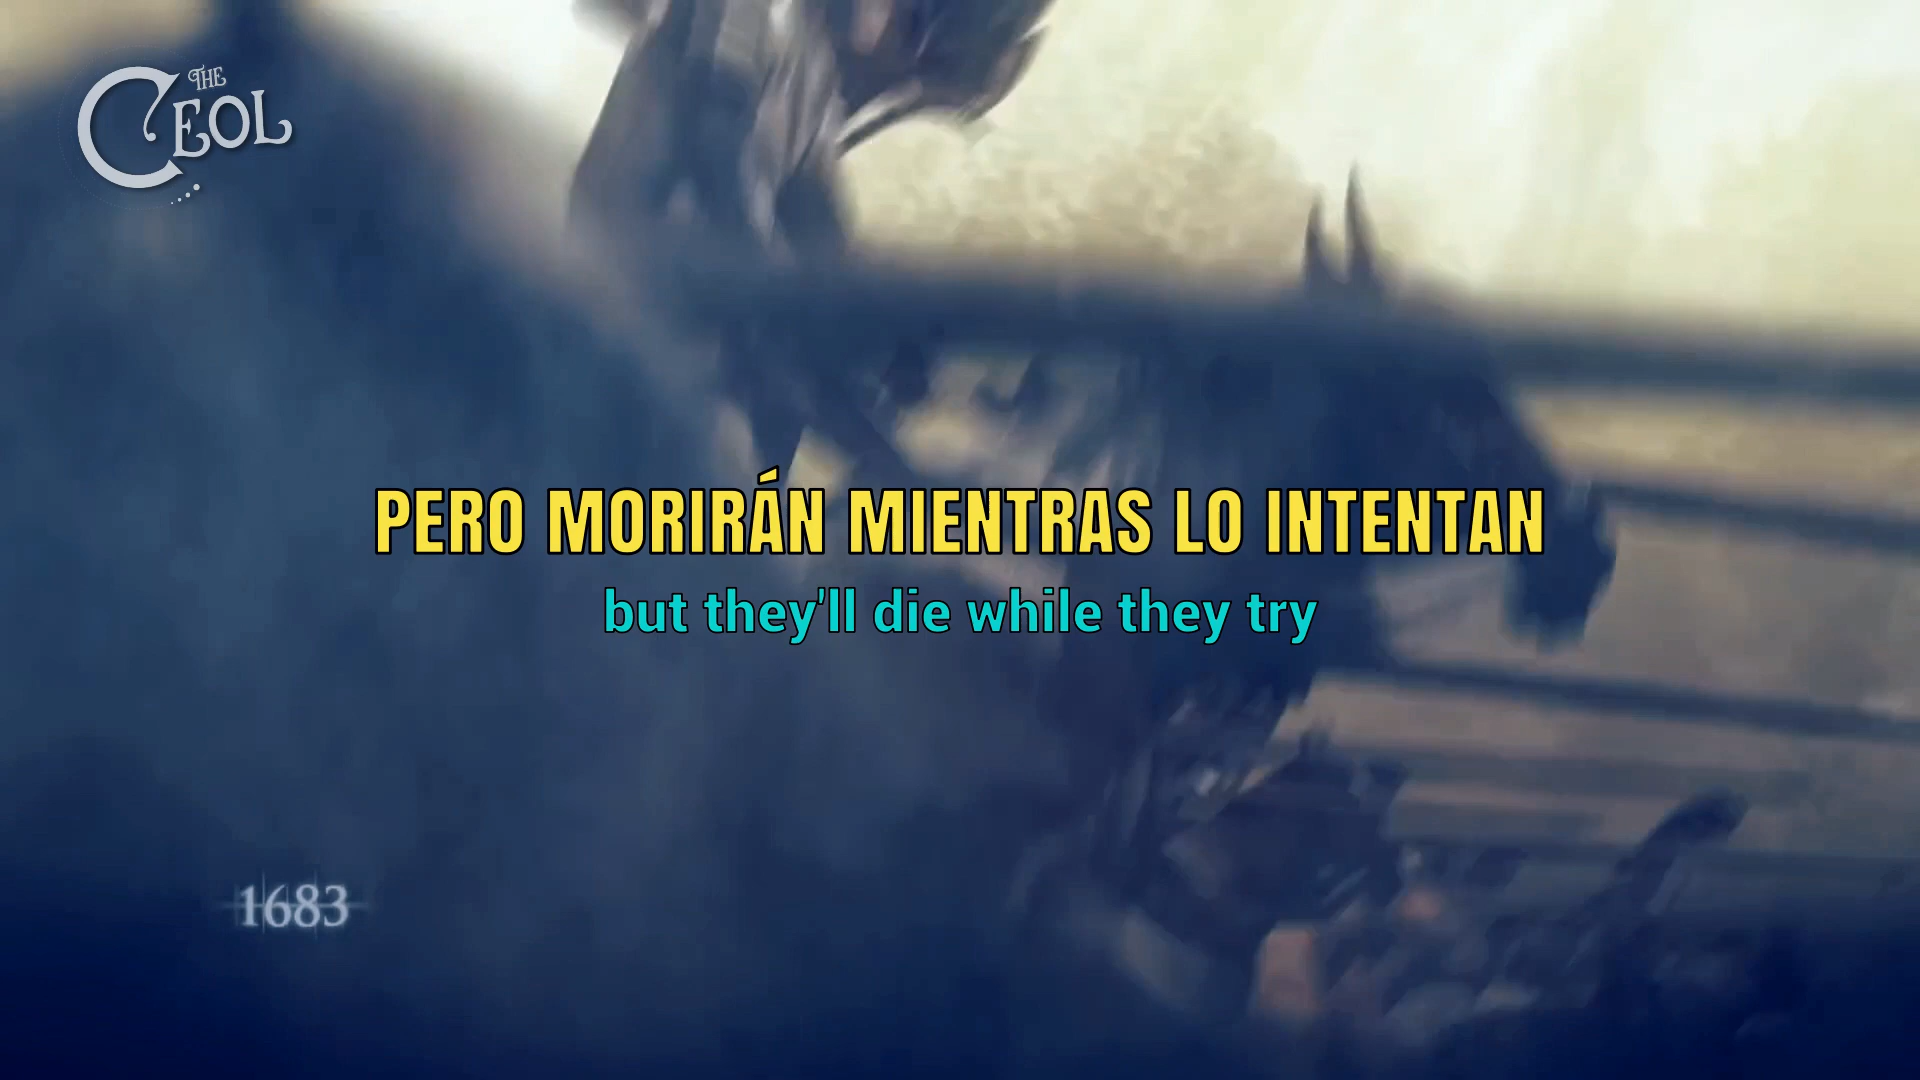 THE
CEOL
PERO MORIRÁN MIENTRAS LO INTENTAN
but they'll die while they try
1683